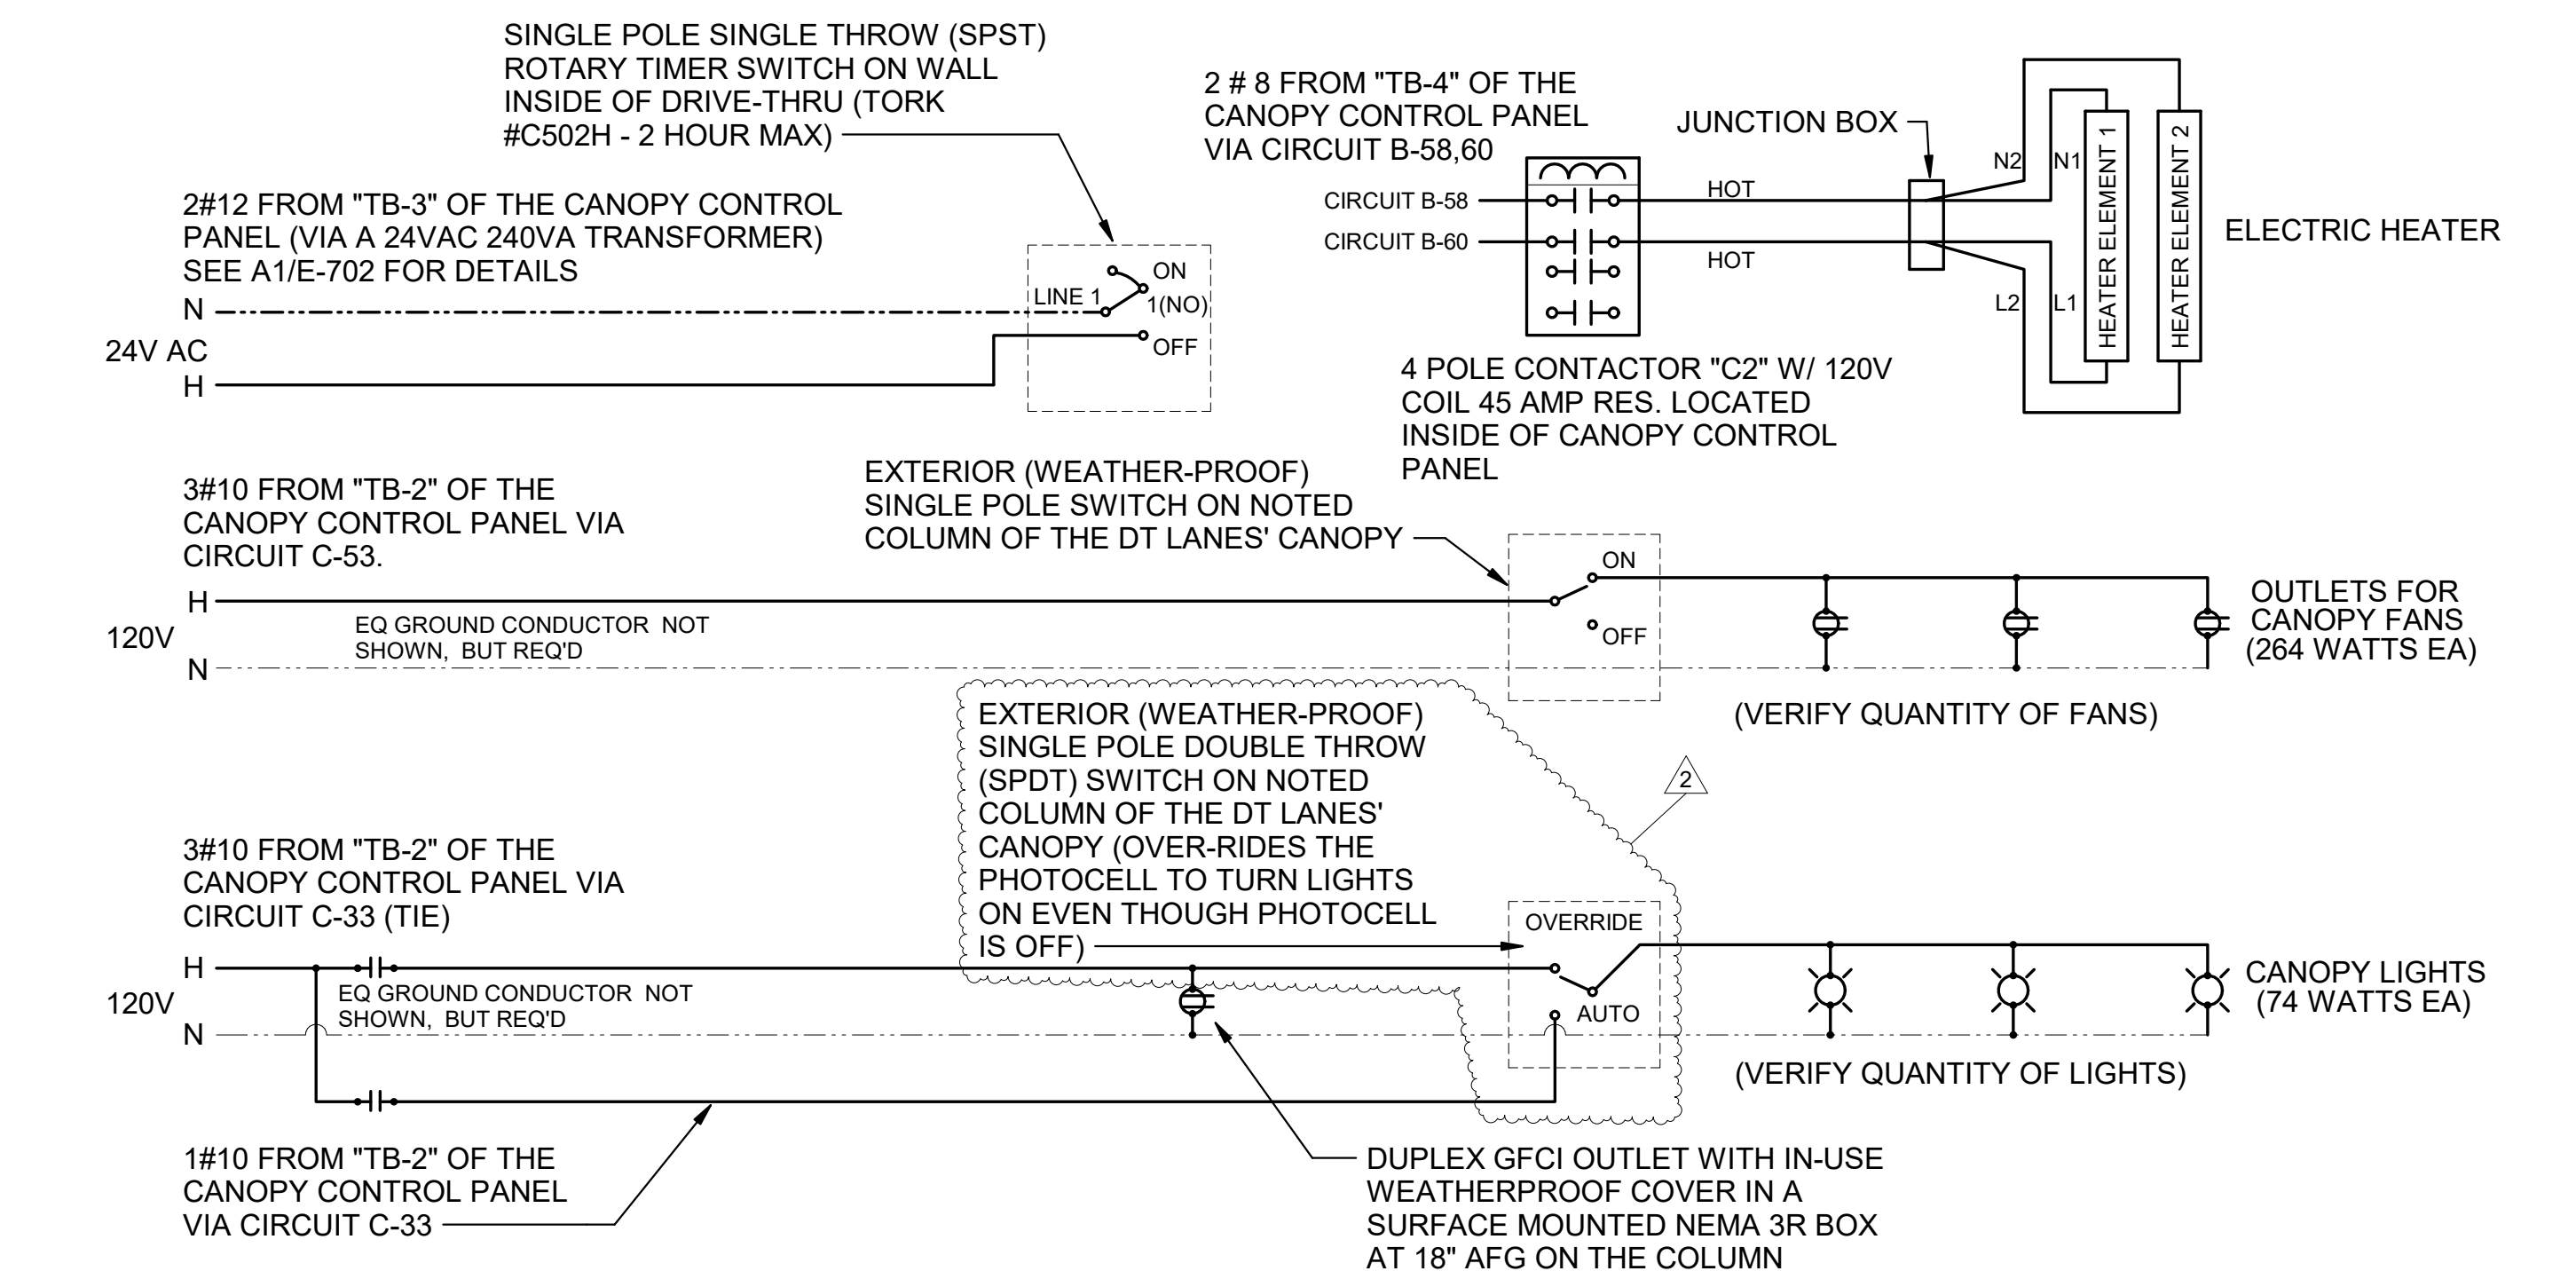 SINGLE POLE SINGLE THROW (SPST)
ROTARY TIMER SWITCH ON WALL
INSIDE OF DRIVE-THRU (TORK
#C502H - 2 HOUR MAX)
2#12 FROM "TB-3" OF THE CANOPY CONTROL
PANEL (VIA A 24VAC 240VA TRANSFORMER)
SEE A1/E-702 FOR DETAILS
N
24V AC
H
LINE 1
ON
1(NO)
OFF
2 # 8 FROM "TB-4" OF THE
CANOPY CONTROL PANEL
VIA CIRCUIT B-58,60
CIRCUIT B-58
CIRCUIT B-60
HOT
HOT
JUNCTION BOX
N2
N1
L2
L1
HEATER ELEMENT 1
HEATER ELEMENT 2
ELECTRIC HEATER
4 POLE CONTACTOR "C2" W/ 120V
COIL 45 AMP RES. LOCATED
INSIDE OF CANOPY CONTROL
PANEL
3#10 FROM "TB-2" OF THE
CANOPY CONTROL PANEL VIA
CIRCUIT C-53.
H
120V
N
EQ GROUND CONDUCTOR NOT
SHOWN, BUT REQ'D
EXTERIOR (WEATHER-PROOF)
SINGLE POLE SWITCH ON NOTED
COLUMN OF THE DT LANES' CANOPY
ON
OFF
OUTLETS FOR
CANOPY FANS
(264 WATTS EA)
(VERIFY QUANTITY OF FANS)
EXTERIOR (WEATHER-PROOF)
SINGLE POLE DOUBLE THROW
(SPDT) SWITCH ON NOTED
COLUMN OF THE DT LANES'
CANOPY (OVER-RIDES THE
PHOTOCELL TO TURN LIGHTS
ON EVEN THOUGH PHOTOCELL
IS OFF)
2
3#10 FROM "TB-2" OF THE
CANOPY CONTROL PANEL VIA
CIRCUIT C-33 (TIE)
H
120V
N
EQ GROUND CONDUCTOR NOT
SHOWN, BUT REQ'D
OVERRIDE
AUTO
CANOPY LIGHTS
(74 WATTS EA)
(VERIFY QUANTITY OF LIGHTS)
1#10 FROM "TB-2" OF THE
CANOPY CONTROL PANEL
VIA CIRCUIT C-33
DUPLEX GFCI OUTLET WITH IN-USE
WEATHERPROOF COVER IN A
SURFACE MOUNTED NEMA 3R BOX
AT 18" AFG ON THE COLUMN